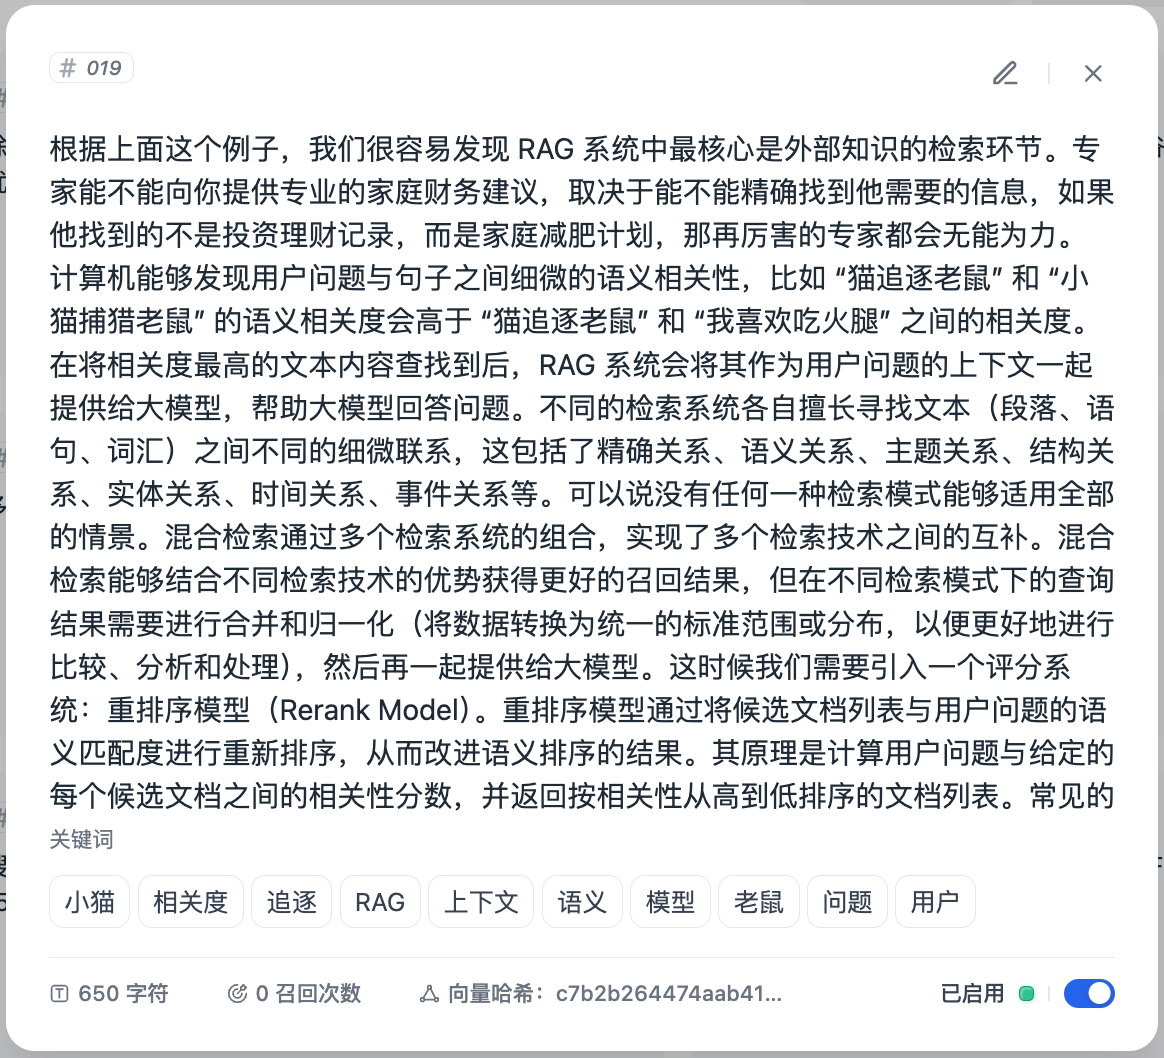 # 019
根据上面这个例子，我们很容易发现 RAG 系统中最核心是外部知识的检索环节。专
家能不能向你提供专业的家庭财务建议，取决于能不能精确找到他需要的信息，如果
他找到的不是投资理财记录，而是家庭减肥计划，那再厉害的专家都会无能为力。
计算机能够发现用户问题与句子之间细微的语义相关性，比如 “猫追逐老鼠” 和 “小
猫捕猎老鼠” 的语义相关度会高于 “猫追逐老鼠” 和 “我喜欢吃火腿” 之间的相关度。
在将相关度最高的文本内容查找到后，RAG 系统会将其作为用户问题的上下文一起
提供给大模型，帮助大模型回答问题。不同的检索系统各自擅长寻找文本（段落、语
句、词汇）之间不同的细微联系，这包括了精确关系、语义关系、主题关系、结构关
系、实体关系、时间关系、事件关系等。可以说没有任何一种检索模式能够适用全部
的情景。混合检索通过多个检索系统的组合，实现了多个检索技术之间的互补。混合
检索能够结合不同检索技术的优势获得更好的召回结果，但在不同检索模式下的查询
结果需要进行合并和归一化（将数据转换为统一的标准范围或分布，以便更好地进行
比较、分析和处理），然后再一起提供给大模型。这时候我们需要引入一个评分系
统：重排序模型（Rerank Model）。重排序模型通过将候选文档列表与用户问题的语
义匹配度进行重新排序，从而改进语义排序的结果。其原理是计算用户问题与给定的
每个候选文档之间的相关性分数，并返回按相关性从高到低排序的文档列表。常见的
关键词
小猫 相关度 追逐 RAG 上下文 语义 模型 老鼠 问题 用户
650 字符 0 召回次数 向量哈希：c7b2b264474aab41... 已启用